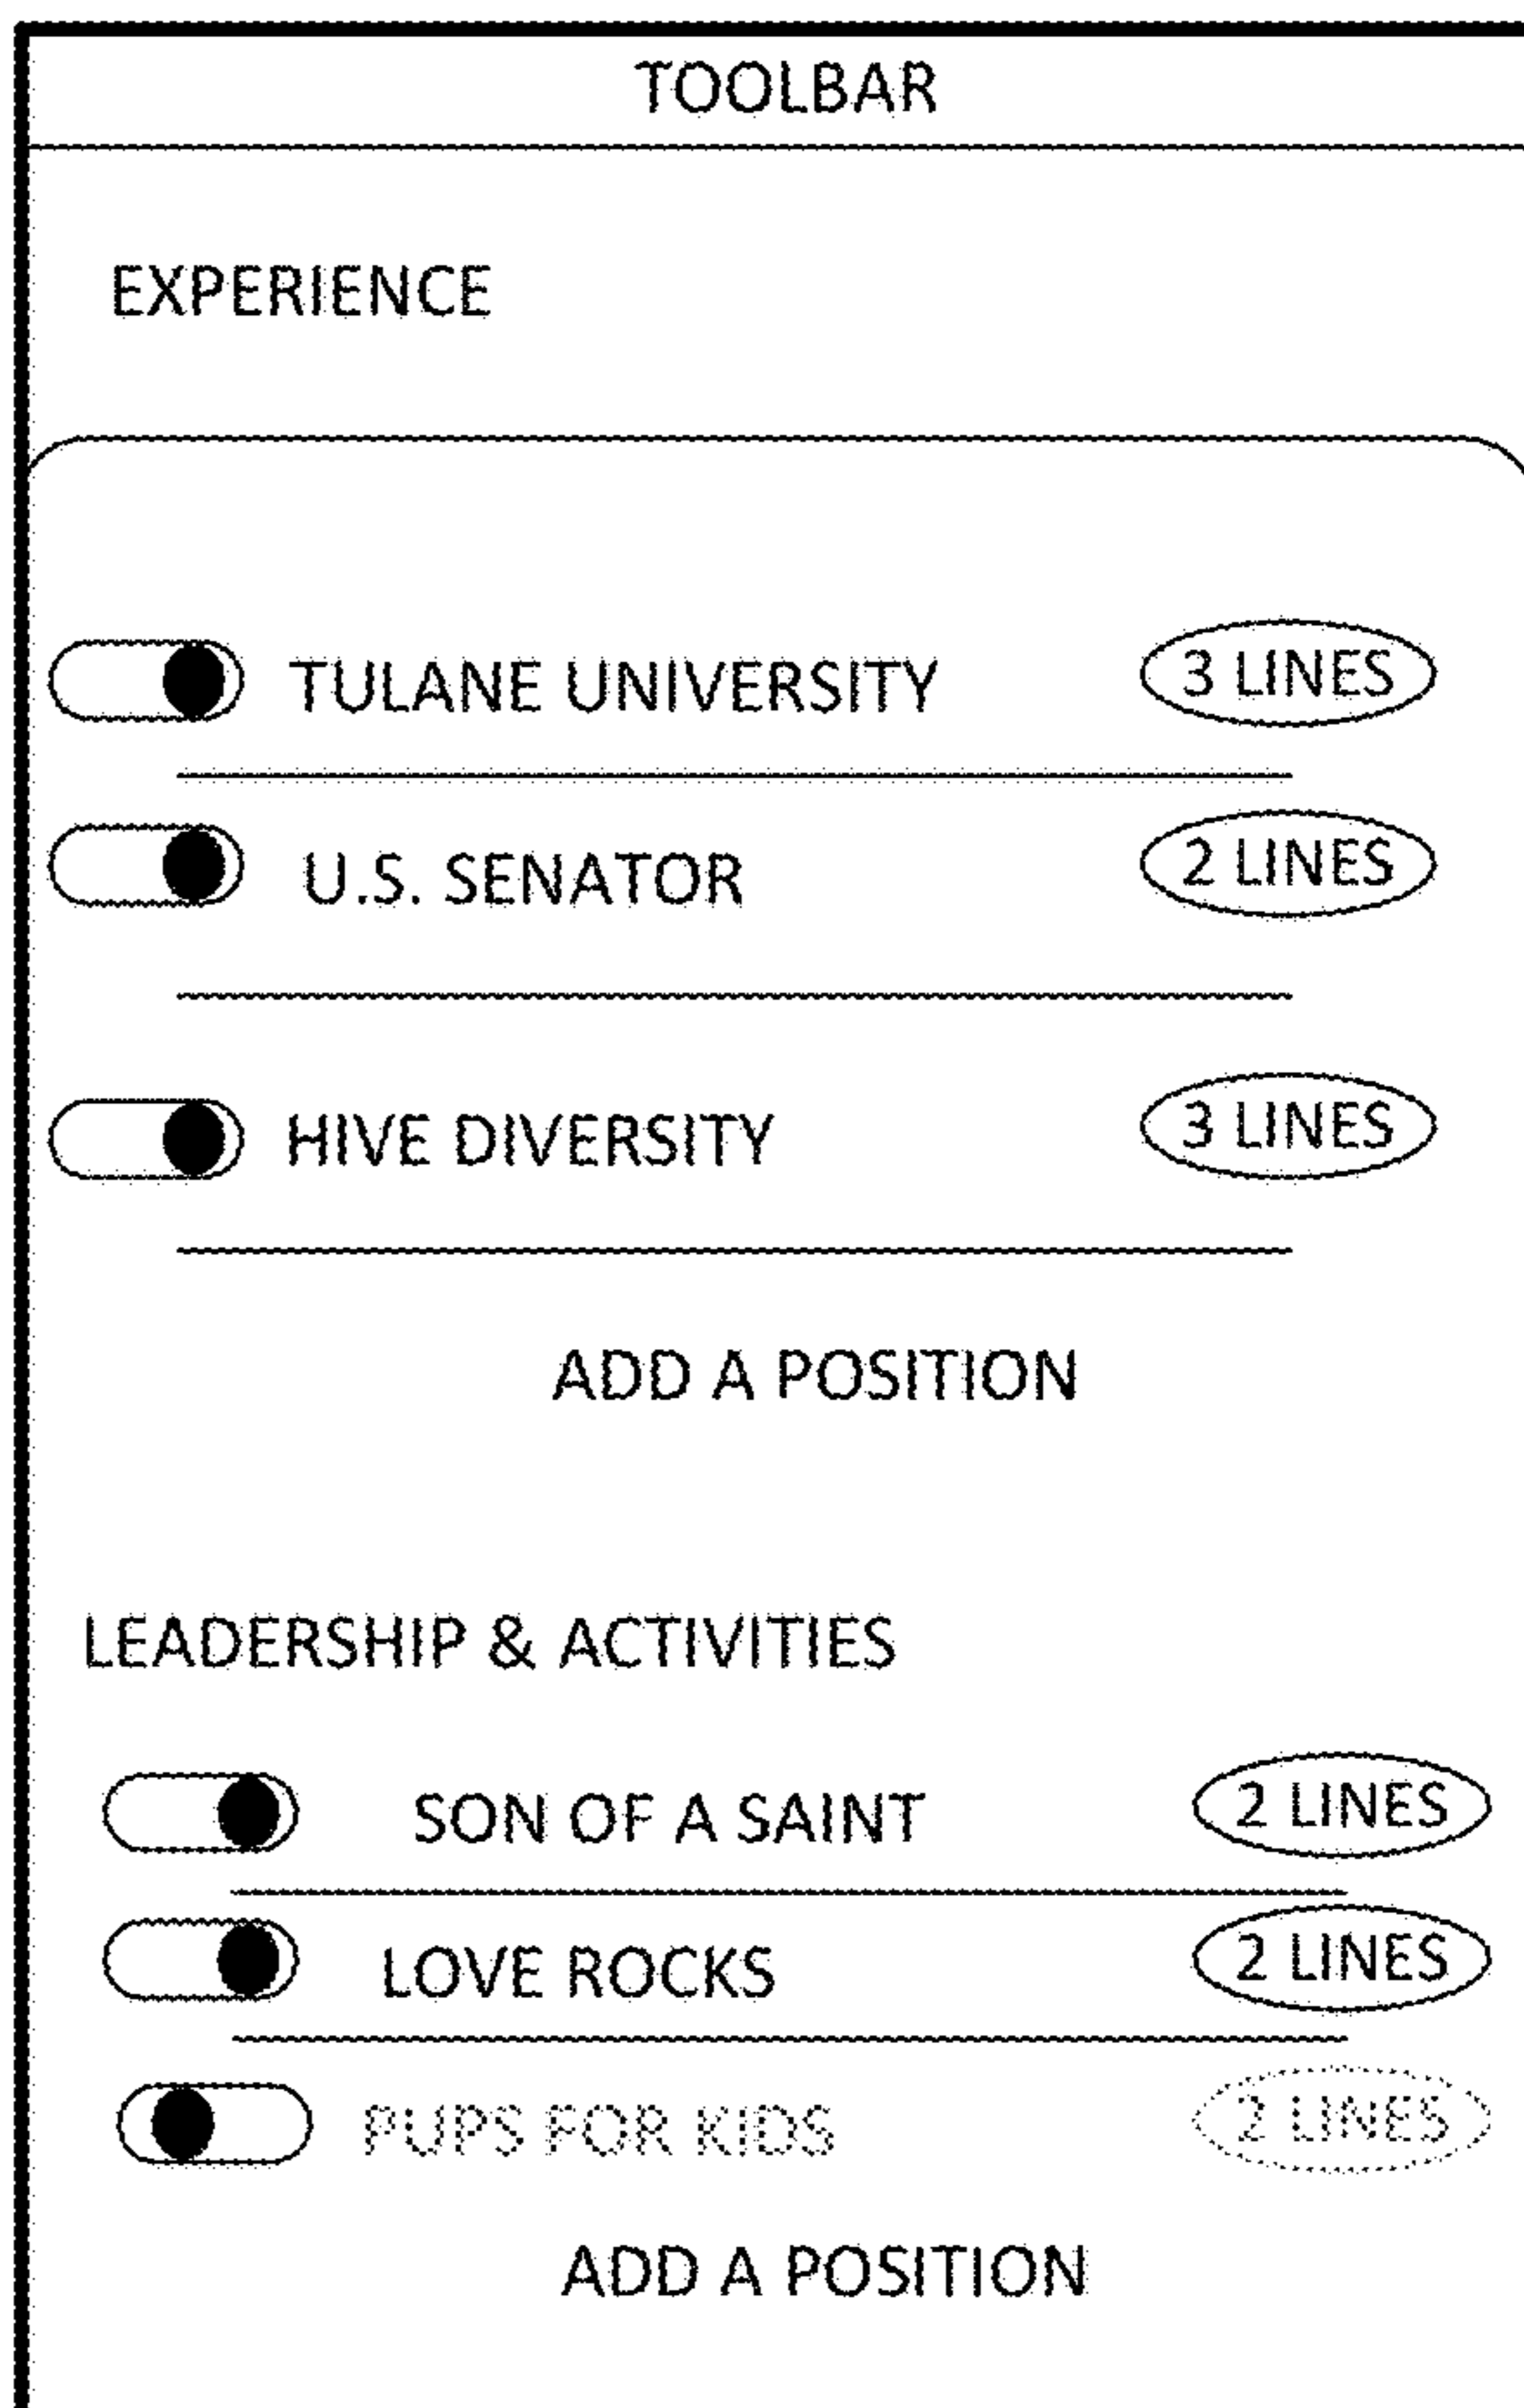 TOOLBAR
EXPERIENCE
TULANE UNIVERSITY 3 LINES
U.S. SENATOR 2 LINES
HIVE DIVERSITY 3 LINES
ADD A POSITION
LEADERSHIP & ACTIVITIES
SON OF A SAINT 2 LINES
LOVE ROCKS 2 LINES
PUPS FOR KIDS 2 LINES
ADD A POSITION